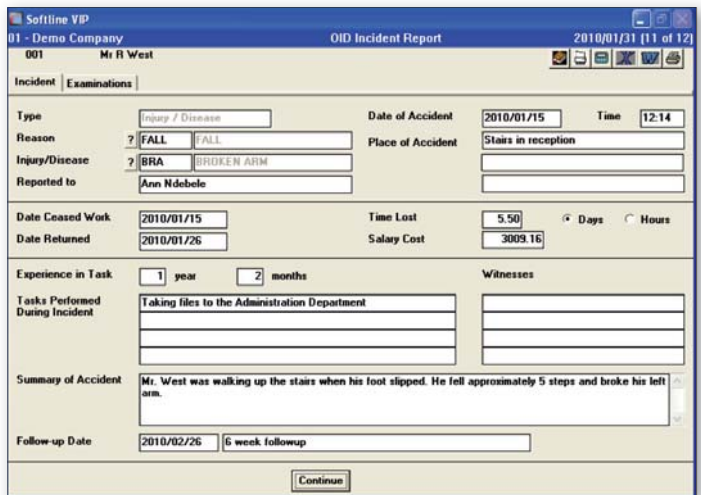 Softline VIP
01 - Demo Company OID Incident Report 2010/01/31 [11 of 12]
001 Mr R West
Incident Examinations
Type Injury / Disease Date of Accident 2010/01/15 Time 12:14
Reason ? FALL FALL Place of Accident Stairs in reception
Injury/Disease ? BRA BROKEN ARM
Reported to Ann Ndebele
Date Ceased Work 2010/01/15 Time Lost 5.50 Days Hours
Date Returned 2010/01/26 Salary Cost 3009.16
Experience in Task 1 year 2 months Witnesses
Tasks Performed Taking files to the Administration Department
During Incident
Summary of Accident Mr. West was walking up the stairs when his foot slipped. He fell approximately 5 steps and broke his left
arm.
Follow-up Date 2010/02/26 6 week followup
Continue